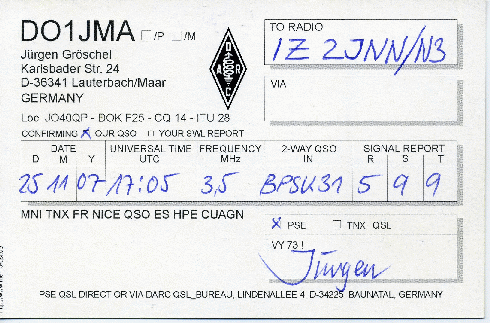 DO1JMA □/P □/M
Jürgen Gröschel
Karlsbader Str. 24
D-36341 Lauterbach/Maar
GERMANY
Loc JO40QP - DOK F25 - CQ 14 - ITU 28
DARC
TO RADIO
IZ 2JNN/N3
VIA
CONFIRMING X OUR QSO □ YOUR SWL REPORT
DATE UNIVERSAL TIME FREQUENCY 2-WAY QSO SIGNAL REPORT
D M Y UTC MHz IN R S T
25 11 07 17:05 3,5 BPSK31 5 9 9
MNI TNX FR NICE QSO ES HPE CUAGN
X PSE □ TNX QSL
VY 73 !
Jürgen
PSE QSL DIRECT OR VIA DARC QSL_BUREAU, LINDENALLEE 4 D-34225 BAUNATAL, GERMANY